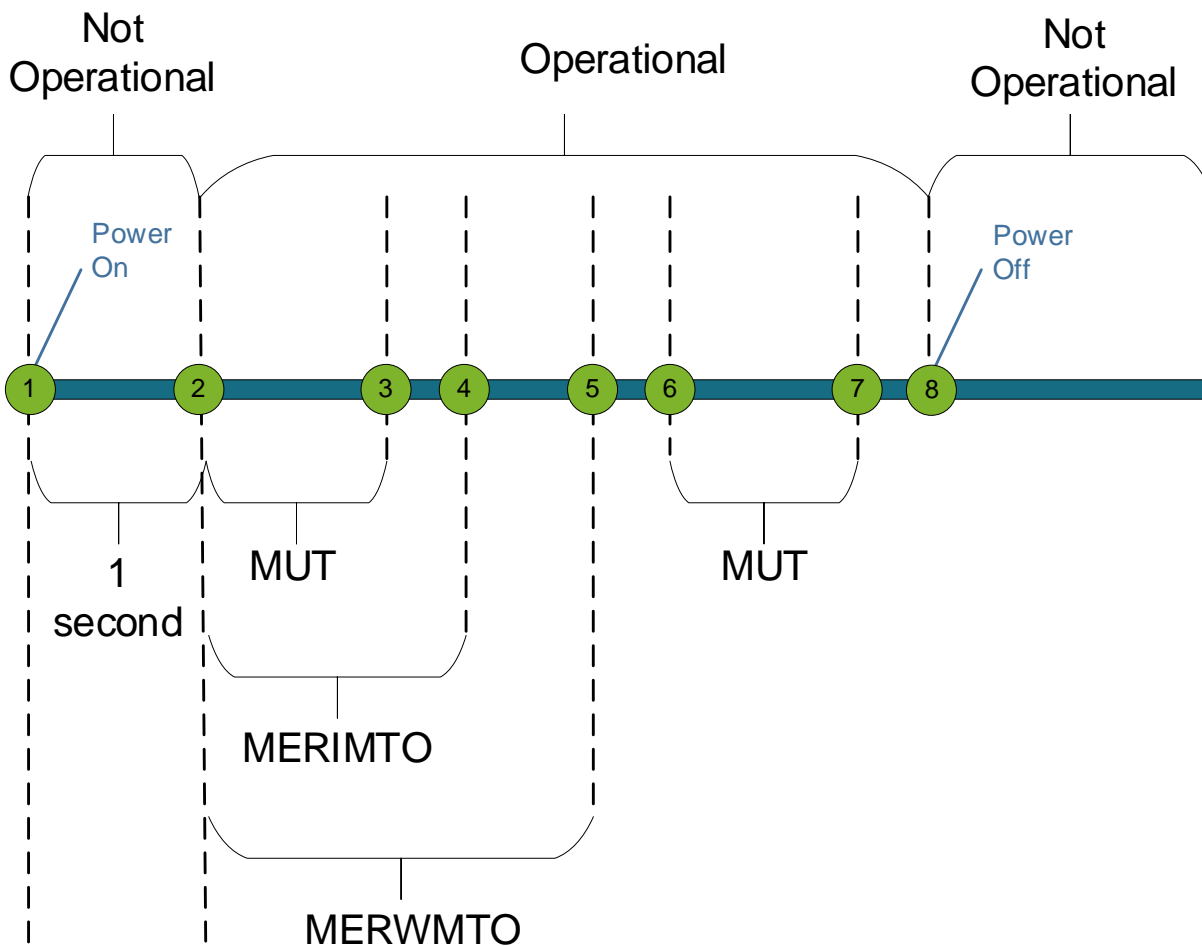 Not
Operational
Operational
Not
Operational
Power
On
Power
Off
1
2
3
4
5
6
7
8
1
second
MUT
MUT
MERIMTO
MERWMTO